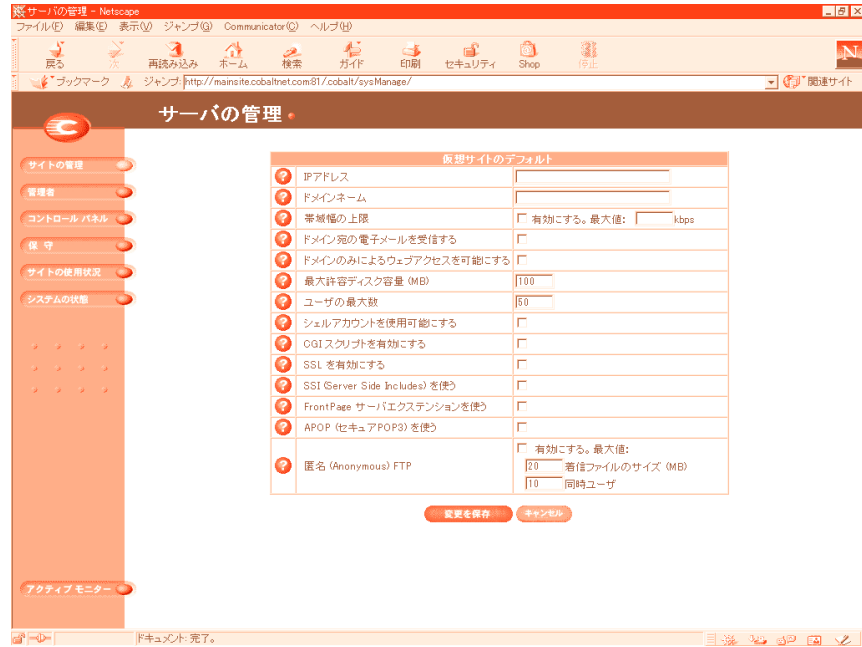 サーバの管理 - Netscape
ファイル(F) 編集(E) 表示(V) ジャンプ(G) Communicator(C) ヘルプ(H)
戻る 次 再読み込み ホーム 検索 ガイド 印刷 セキュリティ Shop 停止
N
ブックマーク ジャンプ: http://mainsite.cobaltnet.com:81/.cobalt/sysManage/ 関連サイト
サーバの管理
サイトの管理
管理者
コントロール パネル
保 守
サイトの使用状況
システムの状態
アクティブ モニター
仮想サイトのデフォルト
IPアドレス
ドメインネーム
帯域幅の上限 有効にする。最大値: kbps
ドメイン宛の電子メールを受信する
ドメインのみによるウェブアクセスを可能にする
最大許容ディスク容量 (MB) 100
ユーザの最大数 50
シェルアカウントを使用可能にする
CGI スクリプトを有効にする
SSL を有効にする
SSI (Server Side Includes) を使う
FrontPage サーバエクステンションを使う
APOP (セキュアPOP3) を使う
匿名 (Anonymous) FTP 有効にする。最大値:
20 着信ファイルのサイズ (MB)
10 同時ユーザ
変更を保存 キャンセル
ドキュメント: 完了。